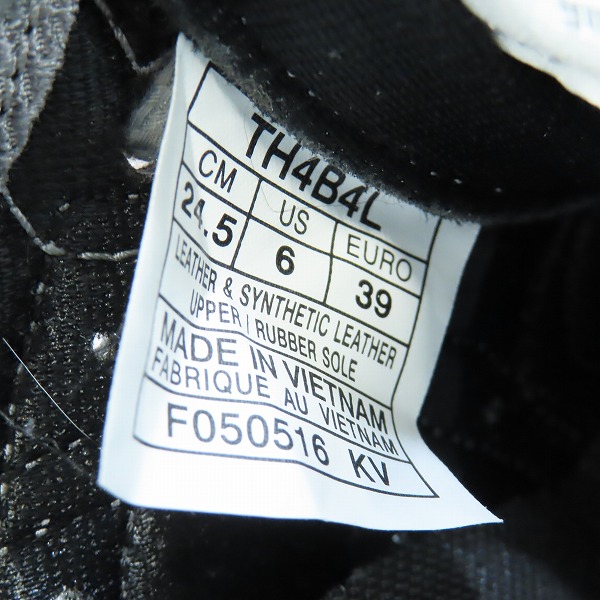 TH4B4L
CM US EURO
24.5 6 39
LEATHER & SYNTHETIC LEATHER
UPPER / RUBBER SOLE
MADE IN VIETNAM
FABRIQUE AU VIETNAM
F050516 KV